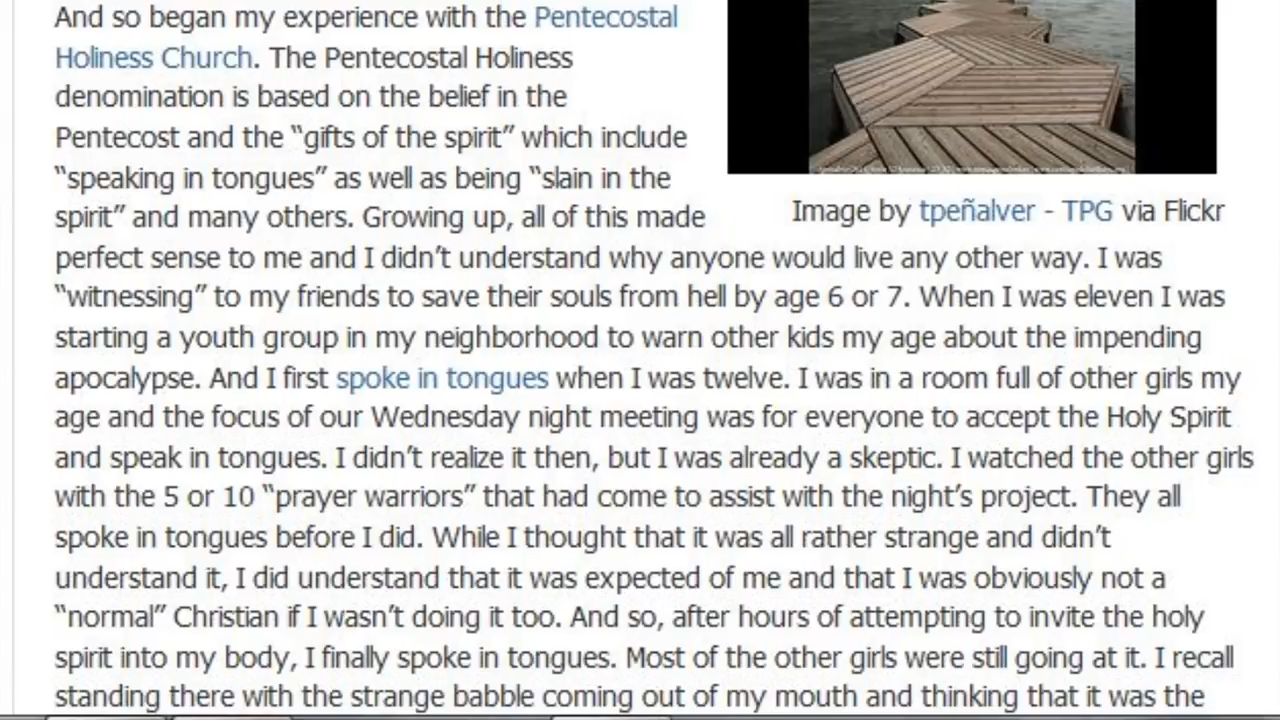 And so began my experience with the Pentecostal
Holiness Church. The Pentecostal Holiness
denomination is based on the belief in the
Pentecost and the “gifts of the spirit” which include
“speaking in tongues” as well as being “slain in the
spirit” and many others. Growing up, all of this made
Image by tpeñalver - TPG via Flickr
perfect sense to me and I didn’t understand why anyone would live any other way. I was
“witnessing” to my friends to save their souls from hell by age 6 or 7. When I was eleven I was
starting a youth group in my neighborhood to warn other kids my age about the impending
apocalypse. And I first spoke in tongues when I was twelve. I was in a room full of other girls my
age and the focus of our Wednesday night meeting was for everyone to accept the Holy Spirit
and speak in tongues. I didn’t realize it then, but I was already a skeptic. I watched the other girls
with the 5 or 10 “prayer warriors” that had come to assist with the night’s project. They all
spoke in tongues before I did. While I thought that it was all rather strange and didn’t
understand it, I did understand that it was expected of me and that I was obviously not a
“normal” Christian if I wasn’t doing it too. And so, after hours of attempting to invite the holy
spirit into my body, I finally spoke in tongues. Most of the other girls were still going at it. I recall
standing there with the strange babble coming out of my mouth and thinking that it was the